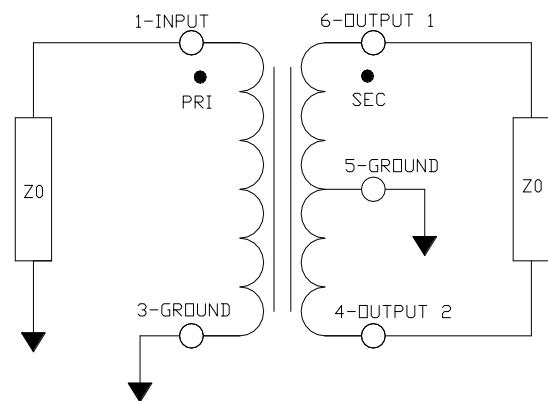 1-INPUT
6-OUTPUT 1
PRI
SEC
5-GROUND
Z0
Z0
3-GROUND
4-OUTPUT 2